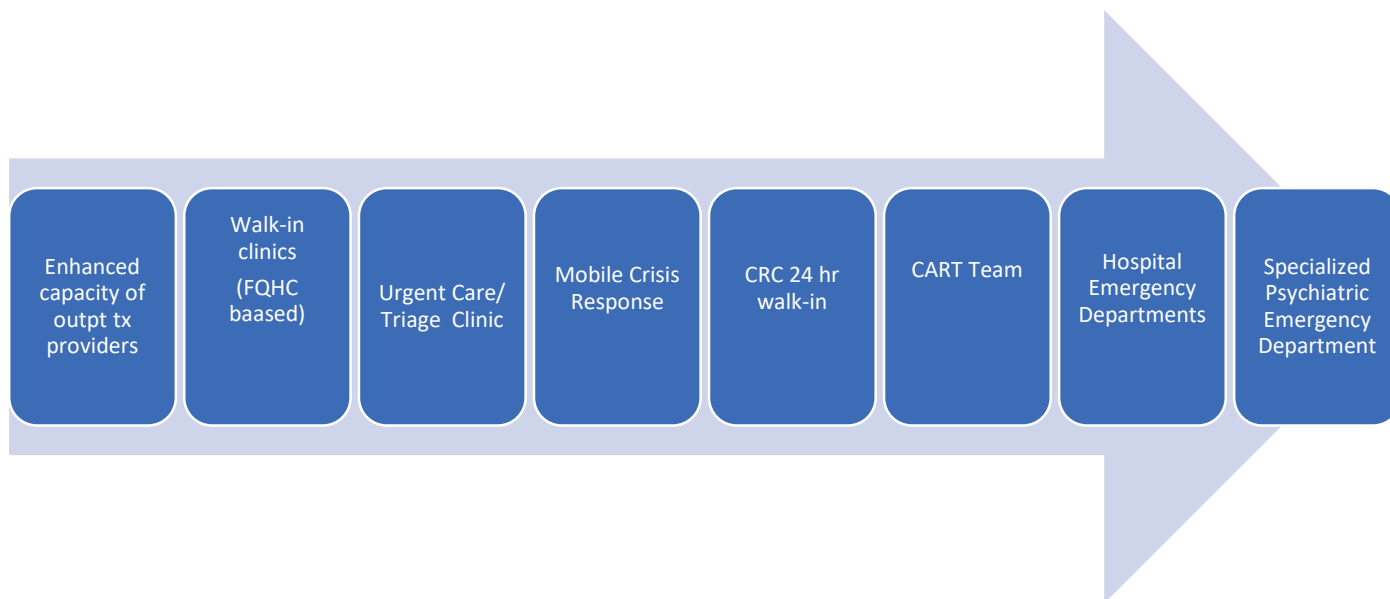 Enhanced
capacity of
outpt tx
providers
Walk-in
clinics
(FQHC
baased)
Urgent Care/
Triage Clinic
Mobile Crisis
Response
CRC 24 hr
walk-in
CART Team
Hospital
Emergency
Departments
Specialized
Psychiatric
Emergency
Department